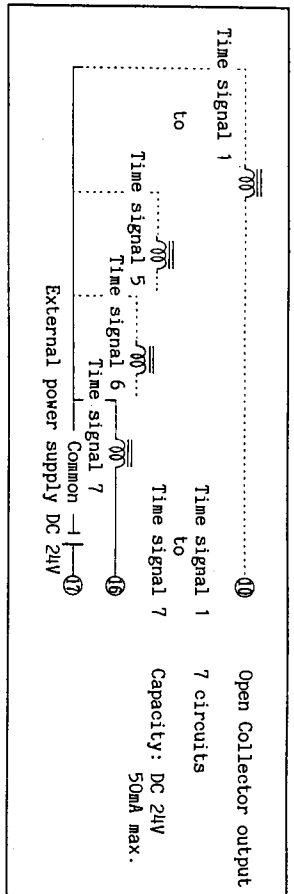 Time signal 1
to
Time signal 5
Time signal 6
Time signal 7
External power supply DC 24V
Common
⑩
⑯
⑰
Open Collector output
Time signal 1
to
Time signal 7
7 circuits
Capacity: DC 24V
50mA max.